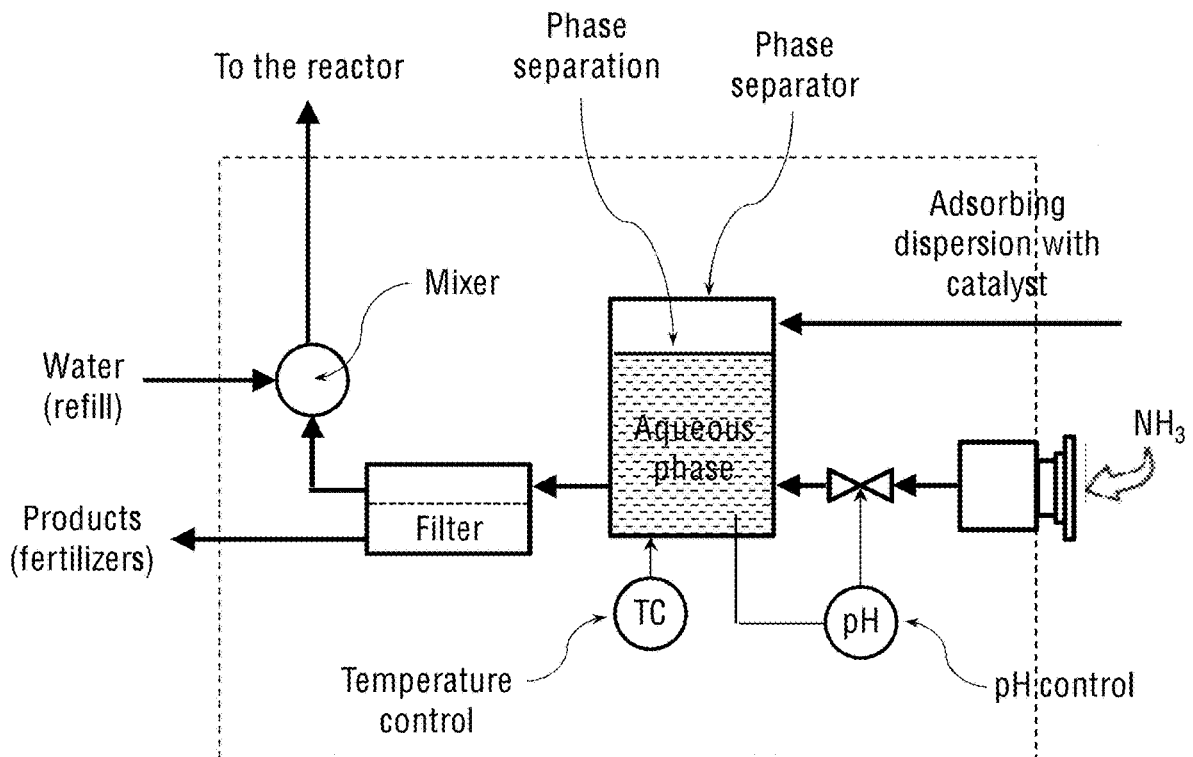 To the reactor
Phase
separation
Phase
separator
Adsorbing
dispersion with
catalyst
Mixer
Water
(refill)
Aqueous
phase
NH₃
Products
(fertilizers)
Filter
TC
pH
Temperature
control
pH control